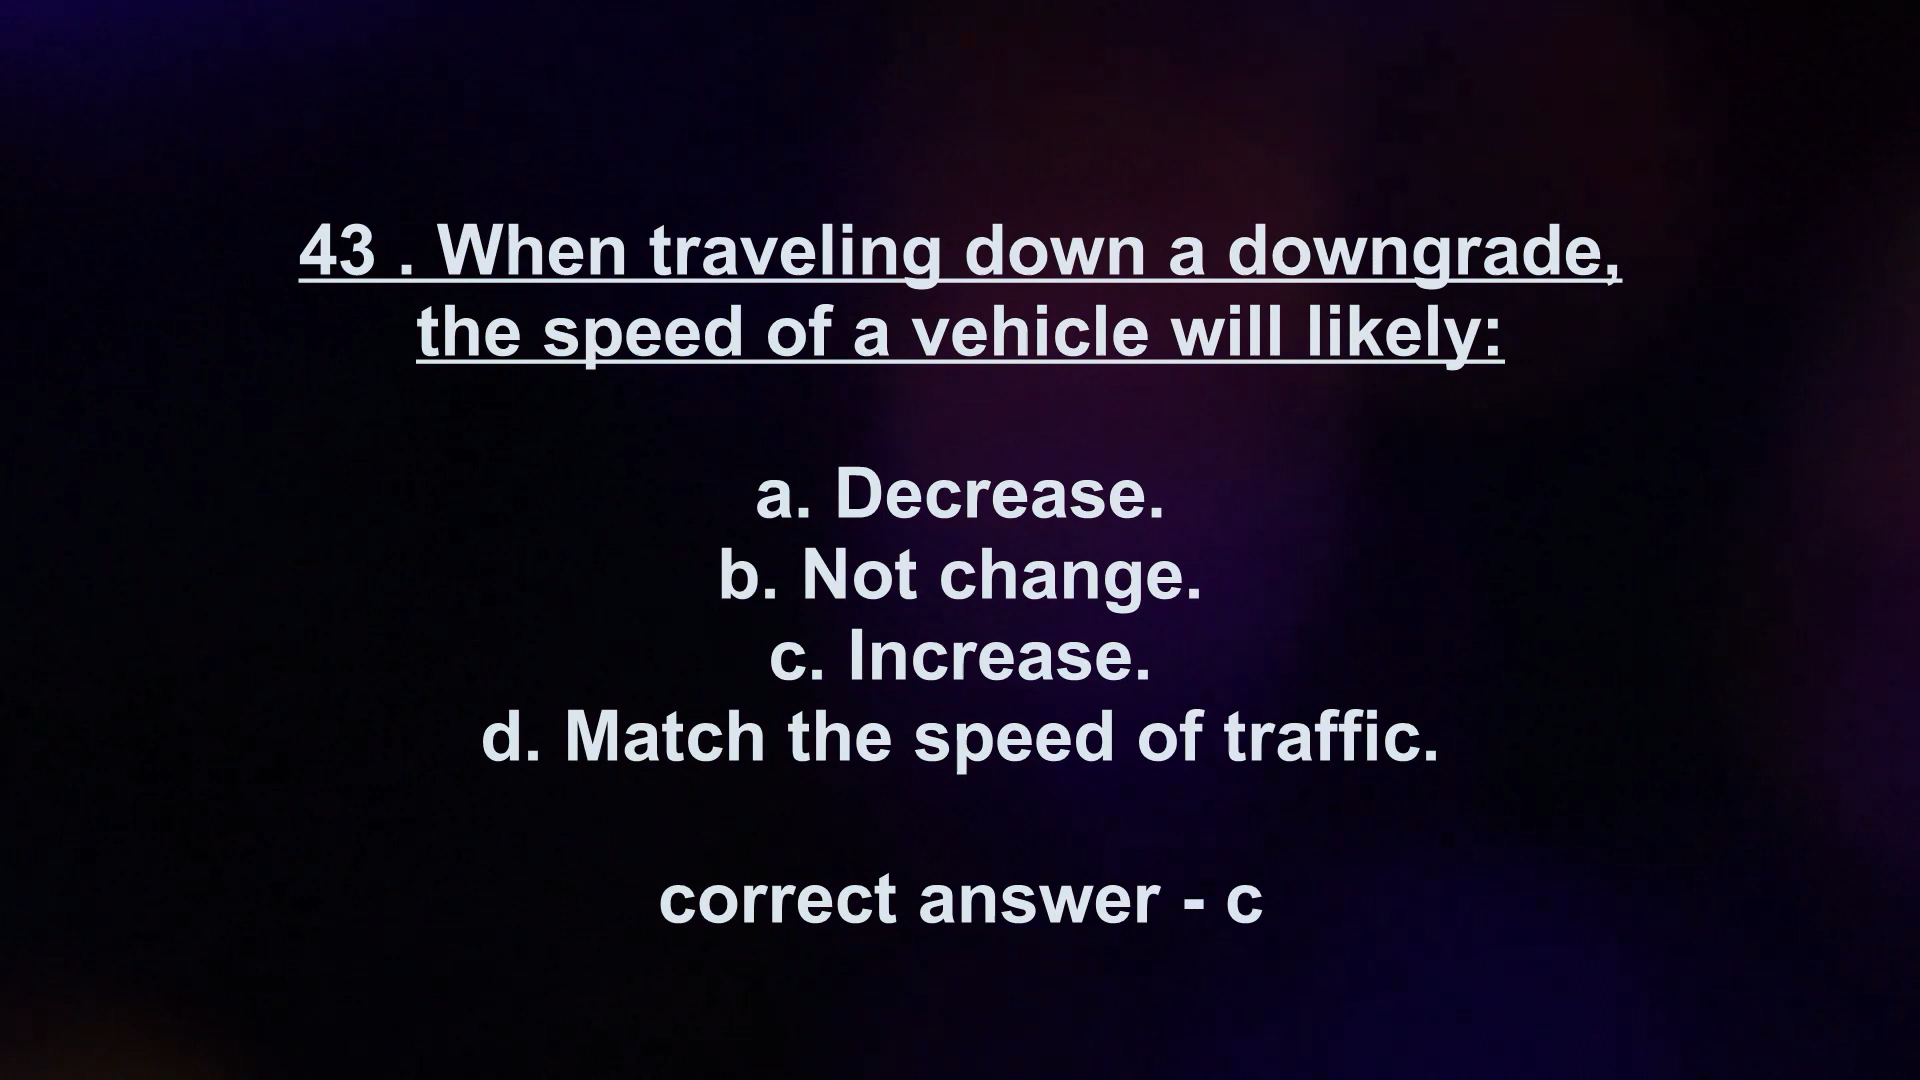 43 . When traveling down a downgrade,
the speed of a vehicle will likely:
a. Decrease.
b. Not change.
c. Increase.
d. Match the speed of traffic.
correct answer - c